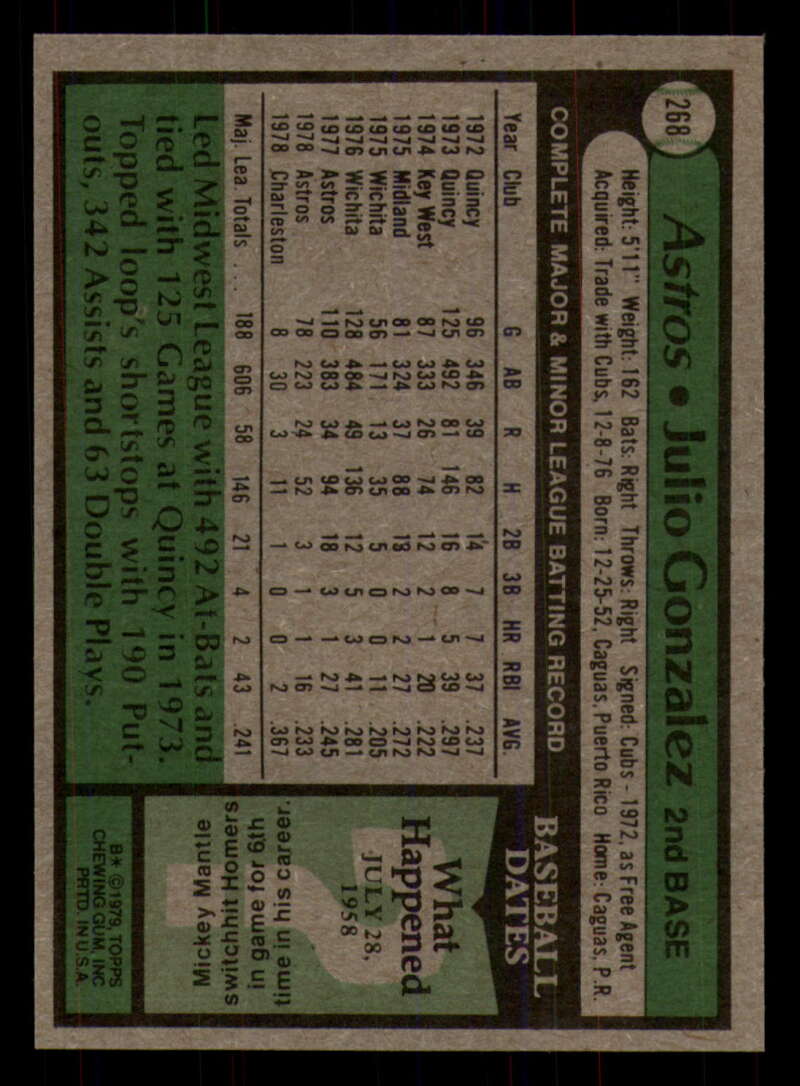 268
Astros • Julio Gonzalez 2nd BASE
Height: 5'11" Weight: 162 Bats: Right Throws: Right Signed: Cubs - 1972, as Free Agent
Acquired: Trade with Cubs, 12-8-76 Born: 12-25-52, Caguas, Puerto Rico Home: Caguas, P.R.
COMPLETE MAJOR & MINOR LEAGUE BATTING RECORD
Year Club G AB R H 2B 3B HR RBI AVG.
1972 Quincy 96 346 39 82 14 7 7 37 .237
1973 Quincy 125 492 81 146 16 8 5 39 .297
1974 Key West 87 333 26 74 12 2 1 20 .222
1975 Midland 81 324 37 88 13 2 2 27 .272
1975 Wichita 56 171 13 35 5 0 0 11 .205
1976 Wichita 128 484 49 136 12 5 3 41 .281
1977 Astros 110 383 34 94 18 3 1 27 .245
1978 Astros 78 223 24 52 3 1 1 16 .233
1978 Charleston 8 30 3 11 1 0 0 2 .367
Maj. Lea Totals . . . 188 606 58 146 21 4 2 43 .241
Led Midwest League with 492 At-Bats and
tied with 125 Games at Quincy in 1973.
Topped loop's shortstops with 190 Put-
outs, 342 Assists and 63 Double Plays.
BASEBALL
DATES
What
Happened
JULY 28,
1958
?
Mickey Mantle
switchhit Homers
in game for 6th
time in his career.
B* ©1979, TOPPS
CHEWING GUM, INC
PRTD. IN U.S.A.